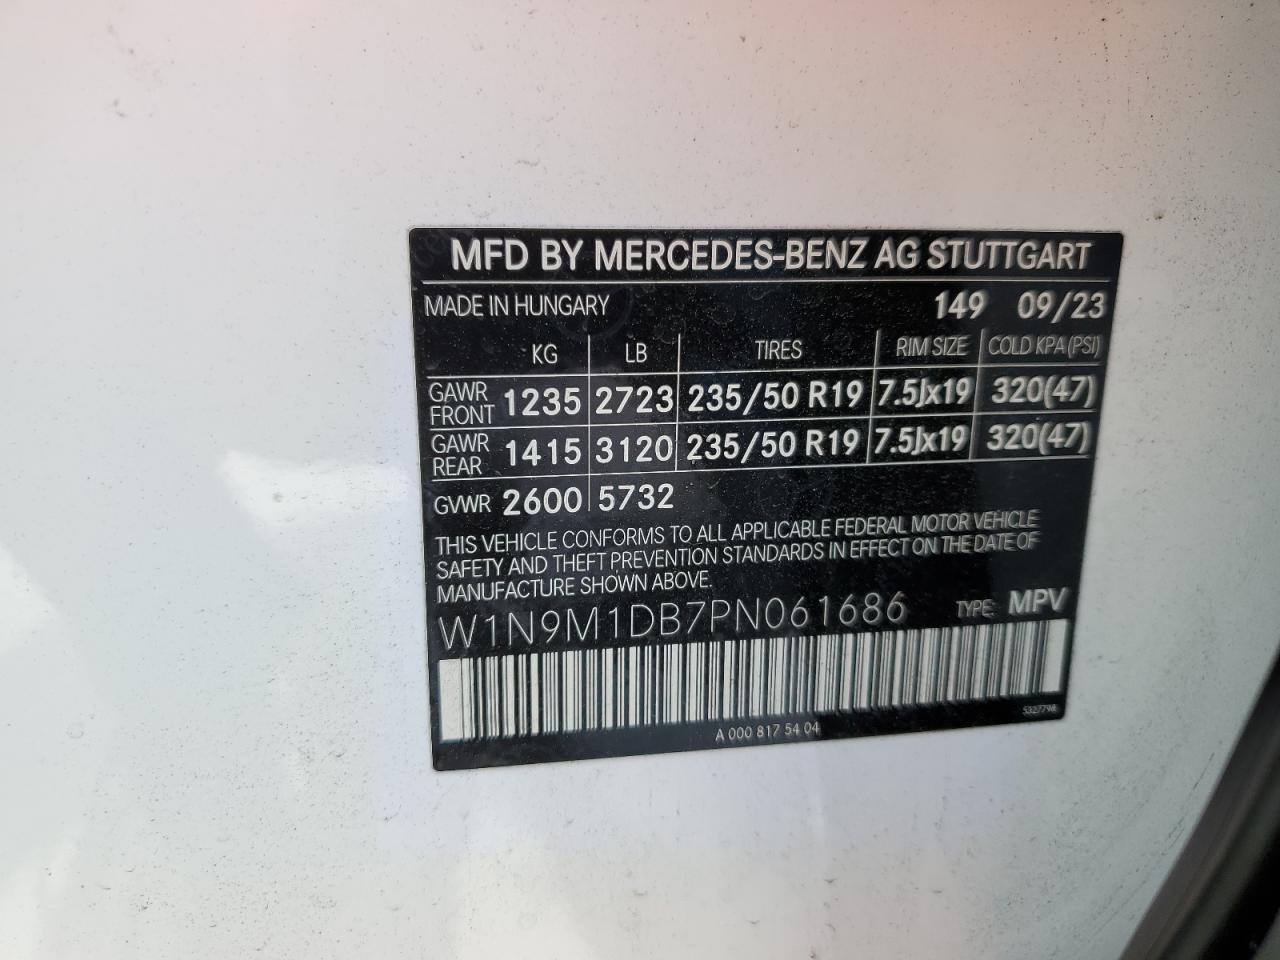 MFD BY MERCEDES-BENZ AG STUTTGART
MADE IN HUNGARY 149 09/23
KG LB TIRES RIM SIZE COLD KPA (PSI)
GAWR FRONT 1235 2723 235/50 R19 7.5Jx19 320(47)
GAWR REAR 1415 3120 235/50 R19 7.5Jx19 320(47)
GVWR 2600 5732
THIS VEHICLE CONFORMS TO ALL APPLICABLE FEDERAL MOTOR VEHICLE
SAFETY AND THEFT PREVENTION STANDARDS IN EFFECT ON THE DATE OF
MANUFACTURE SHOWN ABOVE.
W1N9M1DB7PN061686 TYPE: MPV
A 000 817 54 04
5327798